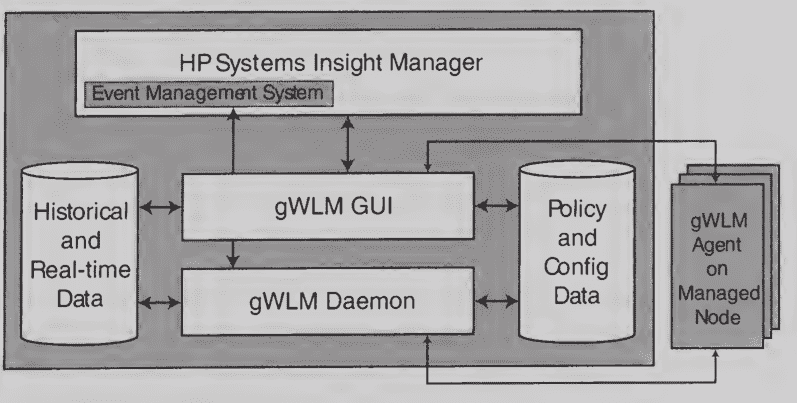 HP Systems Insight Manager
Event Management System
Historical
and
Real-time
Data
gWLM GUI
gWLM Daemon
Policy
and
Config
Data
gWLM
Agent
on
Managed
Node